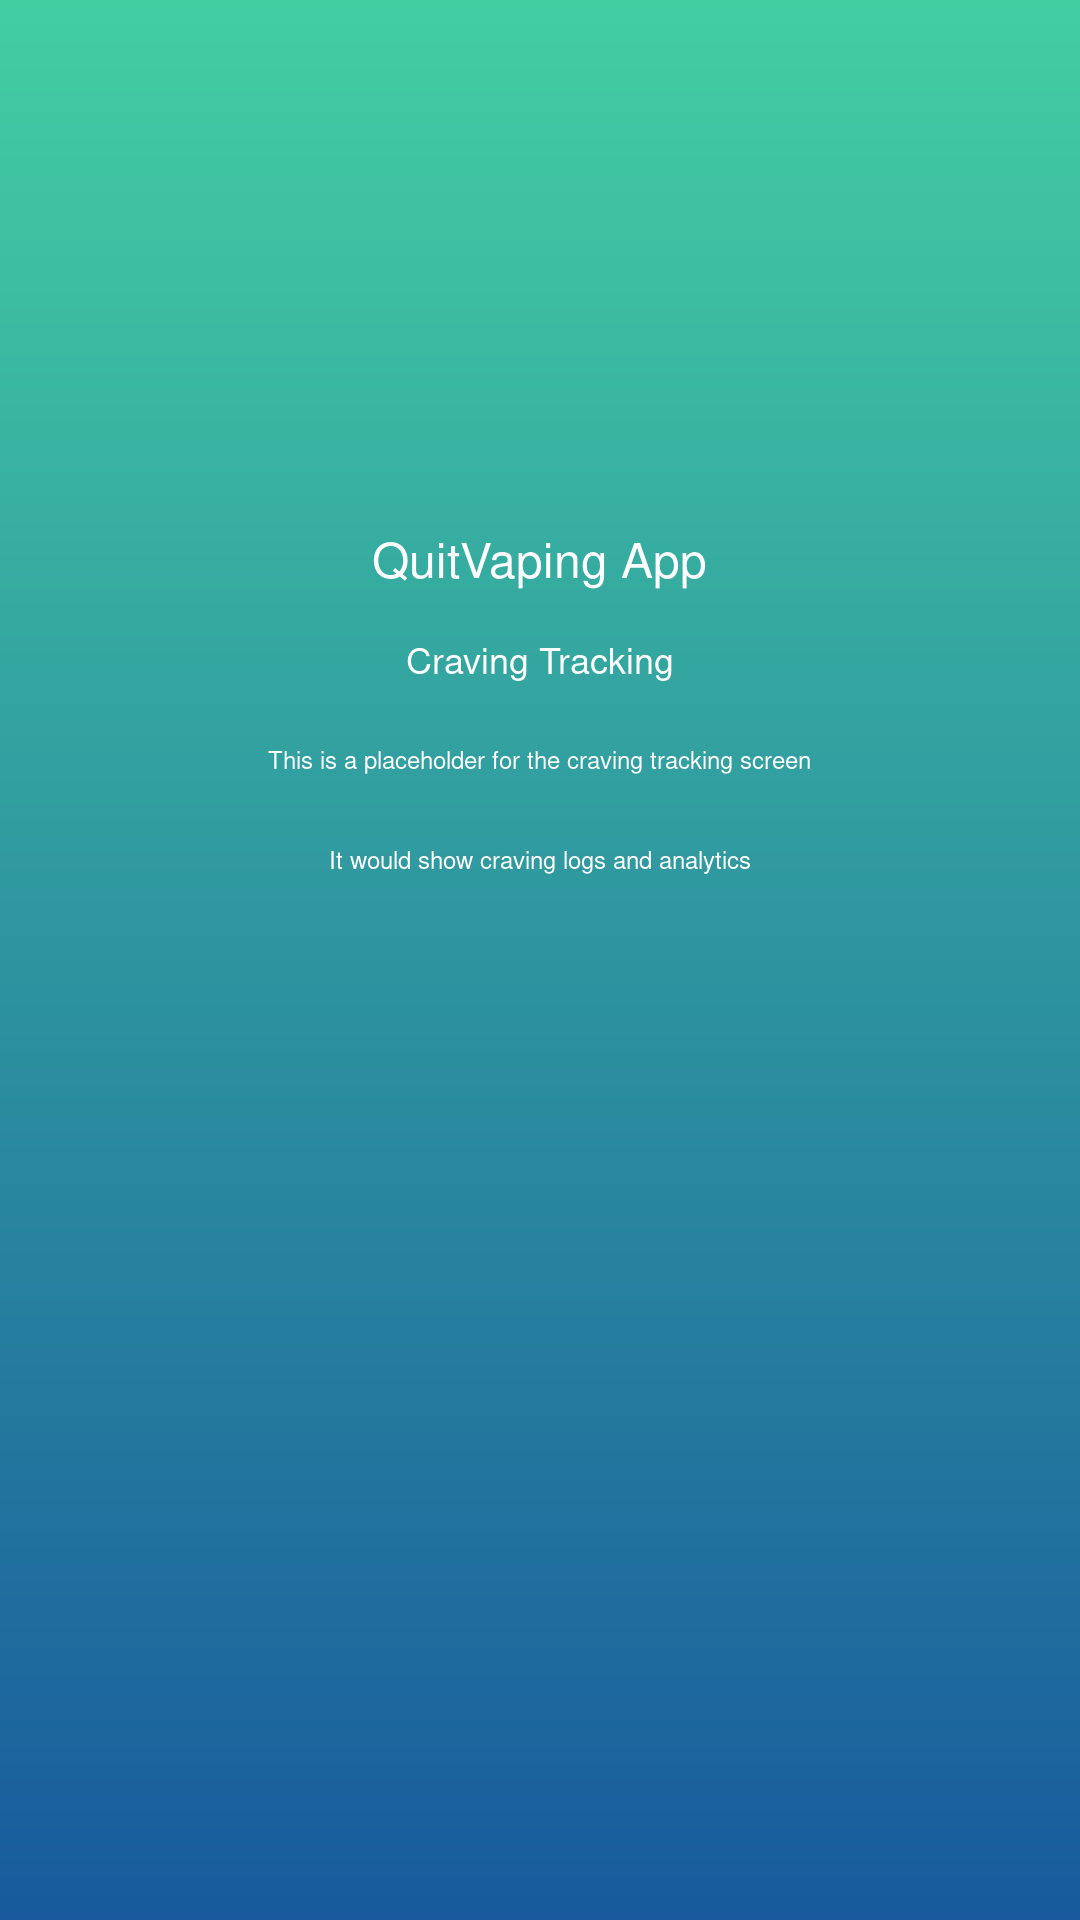 QuitVaping App
Craving Tracking
This is a placeholder for the craving tracking screen
It would show craving logs and analytics